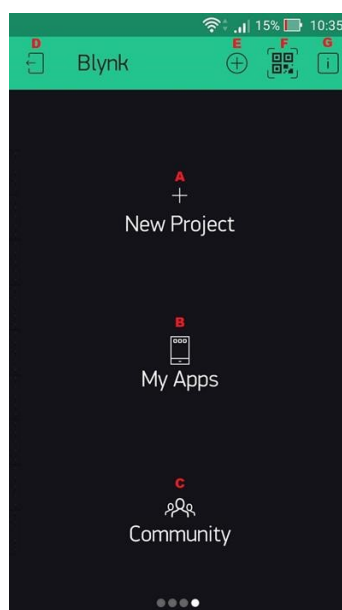 15% 10:35
D E F G
Blynk
A
New Project
B
My Apps
C
Community